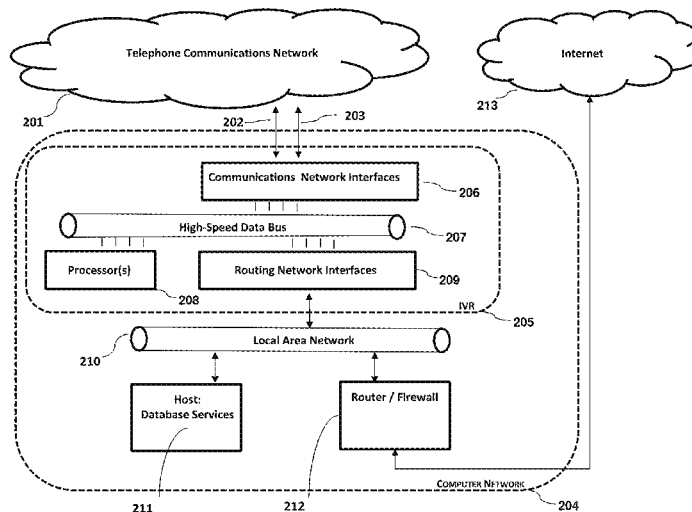 Telephone Communications Network
Internet
201
202
203
213
Communications Network Interfaces
206
High-Speed Data Bus
207
Processor(s)
208
Routing Network Interfaces
209
IVR
205
210
Local Area Network
Host:
Database Services
Router / Firewall
211
212
COMPUTER NETWORK
204